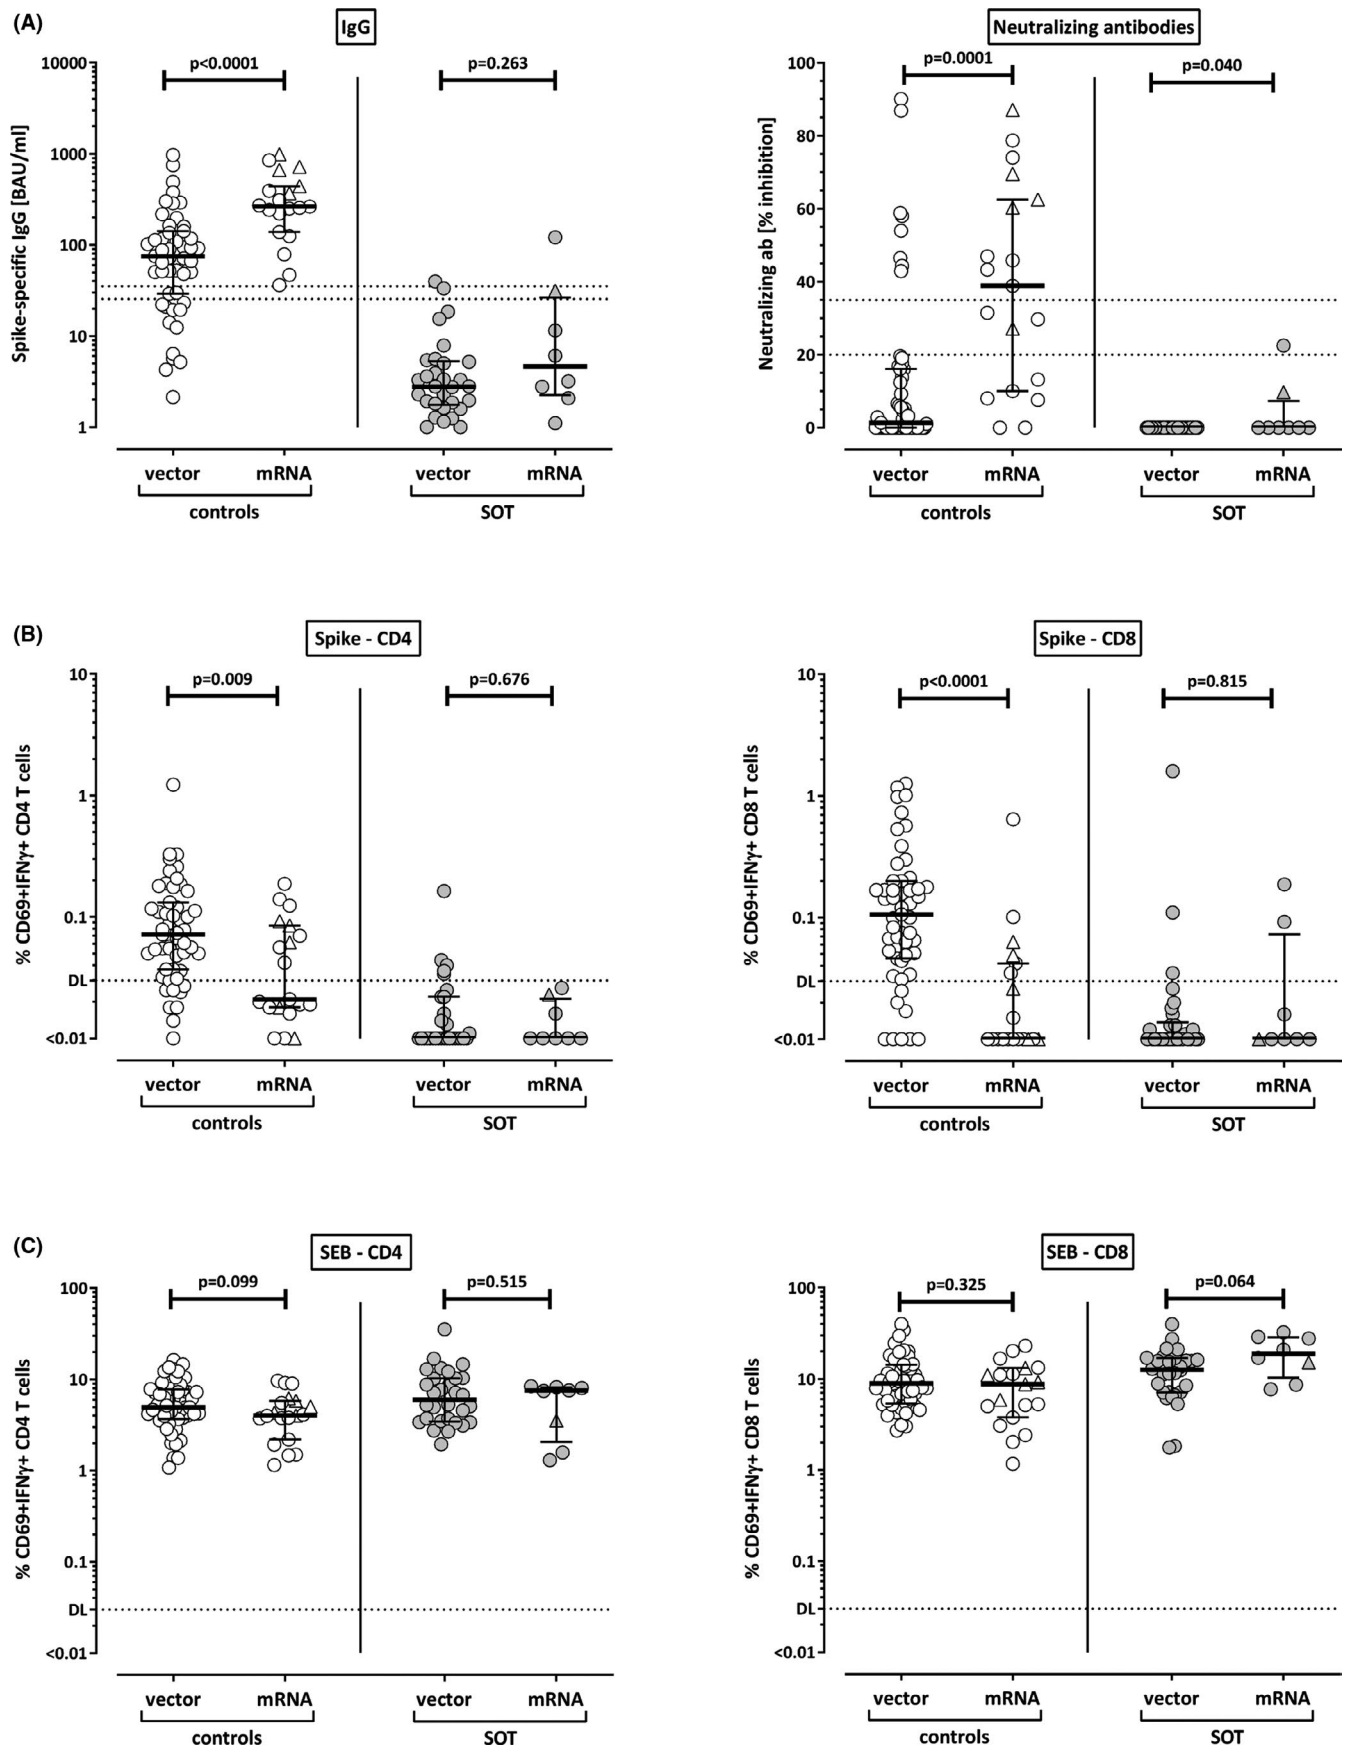 (A)
IgG
Neutralizing antibodies
p<0.0001
p=0.263
p=0.0001
p=0.040
Spike-specific IgG [BAU/ml]
10000
1000
100
10
1
Neutralizing ab [% inhibition]
100
80
60
40
20
0
vector
mRNA
vector
mRNA
controls
SOT
vector
mRNA
vector
mRNA
controls
SOT
(B)
Spike - CD4
Spike - CD8
p=0.009
p=0.676
p<0.0001
p=0.815
% CD69+IFNγ+ CD4 T cells
10
1
0.1
DL
<0.01
% CD69+IFNγ+ CD8 T cells
10
1
0.1
DL
<0.01
vector
mRNA
vector
mRNA
controls
SOT
vector
mRNA
vector
mRNA
controls
SOT
(C)
SEB - CD4
SEB - CD8
p=0.099
p=0.515
p=0.325
p=0.064
% CD69+IFNγ+ CD4 T cells
100
10
1
0.1
DL
<0.01
% CD69+IFNγ+ CD8 T cells
100
10
1
0.1
DL
<0.01
vector
mRNA
vector
mRNA
controls
SOT
vector
mRNA
vector
mRNA
controls
SOT